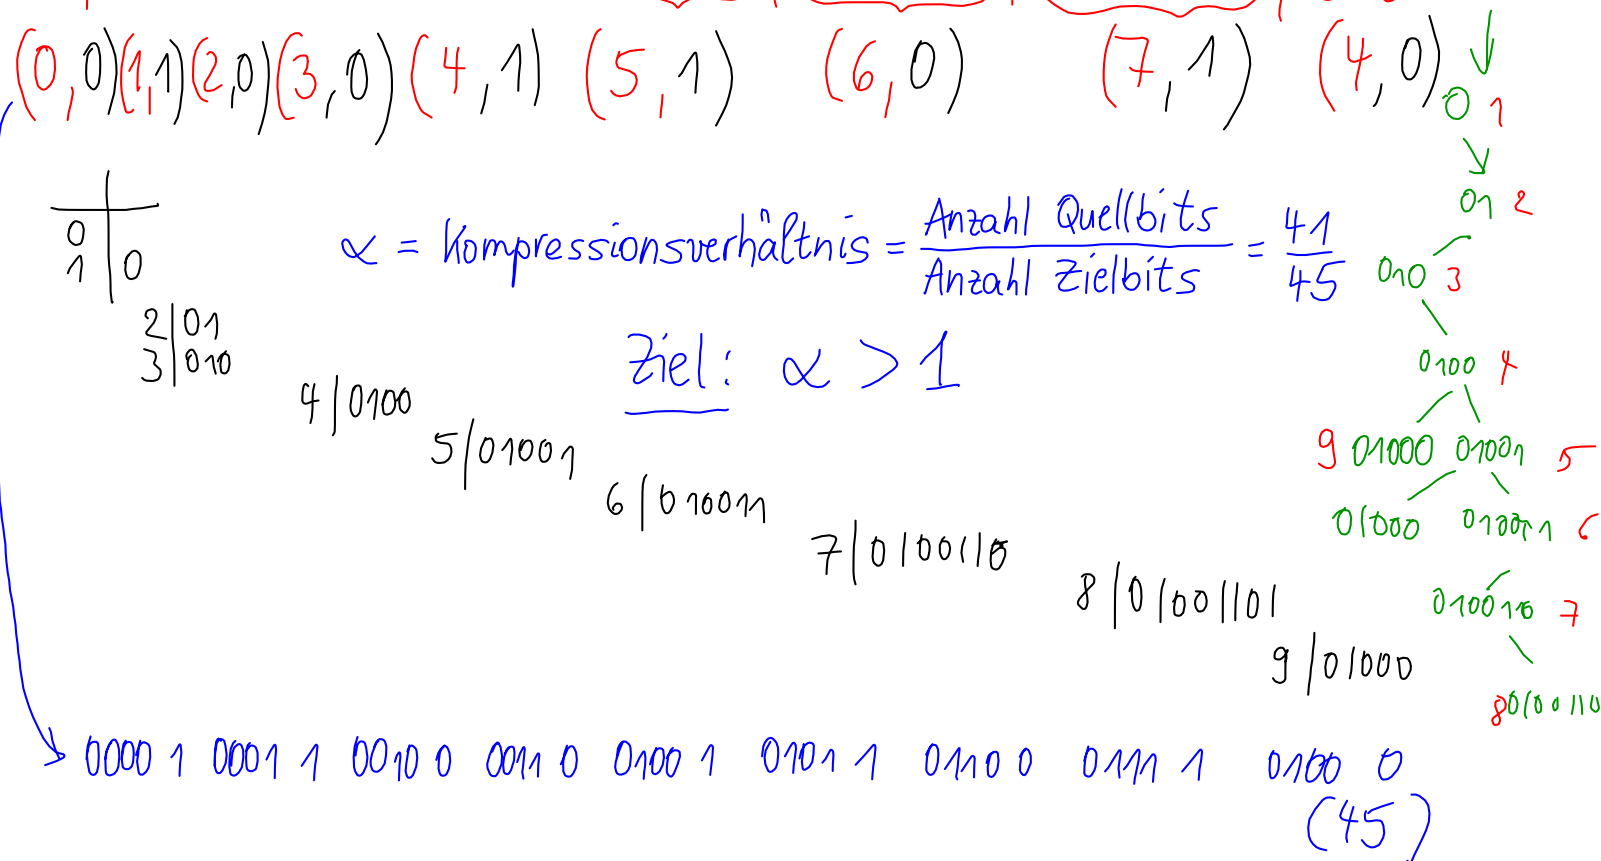 (0,0)(1,1)(2,0)(3,0)(4,1) (5,1) (6,0) (7,1) (4,0)
0 1
01 2
0
1 | 0
α = Kompressionsverhältnis = Anzahl Quellbits / Anzahl Zielbits = 41 / 45
010 3
2 | 01
3 | 010
Ziel: α > 1
0100 4
4 | 0100
5 | 01001
9 01000 01001 5
6 | 010011
01000 010011 6
7 | 0100110
8 | 01001101
010010 7
9 | 01000
8 0100110
0000 1 0001 1 0010 0 0011 0 0100 1 0101 1 0110 0 0111 1 0100 0
(45)